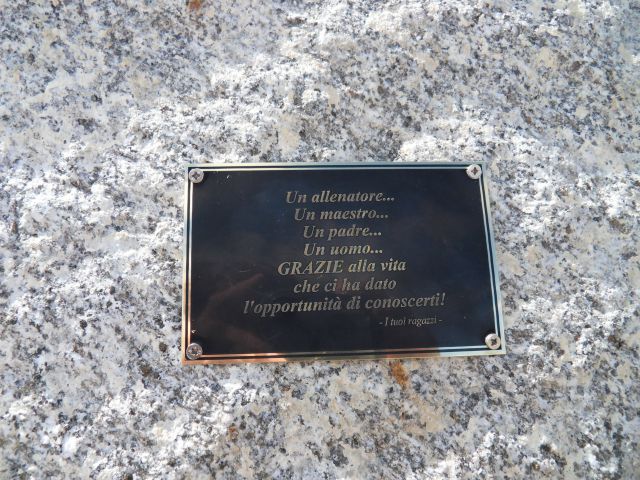 Un allenatore...
Un maestro...
Un padre...
Un uomo...
GRAZIE alla vita
che ci ha dato
l'opportunità di conoscerti!
- I tuoi ragazzi -